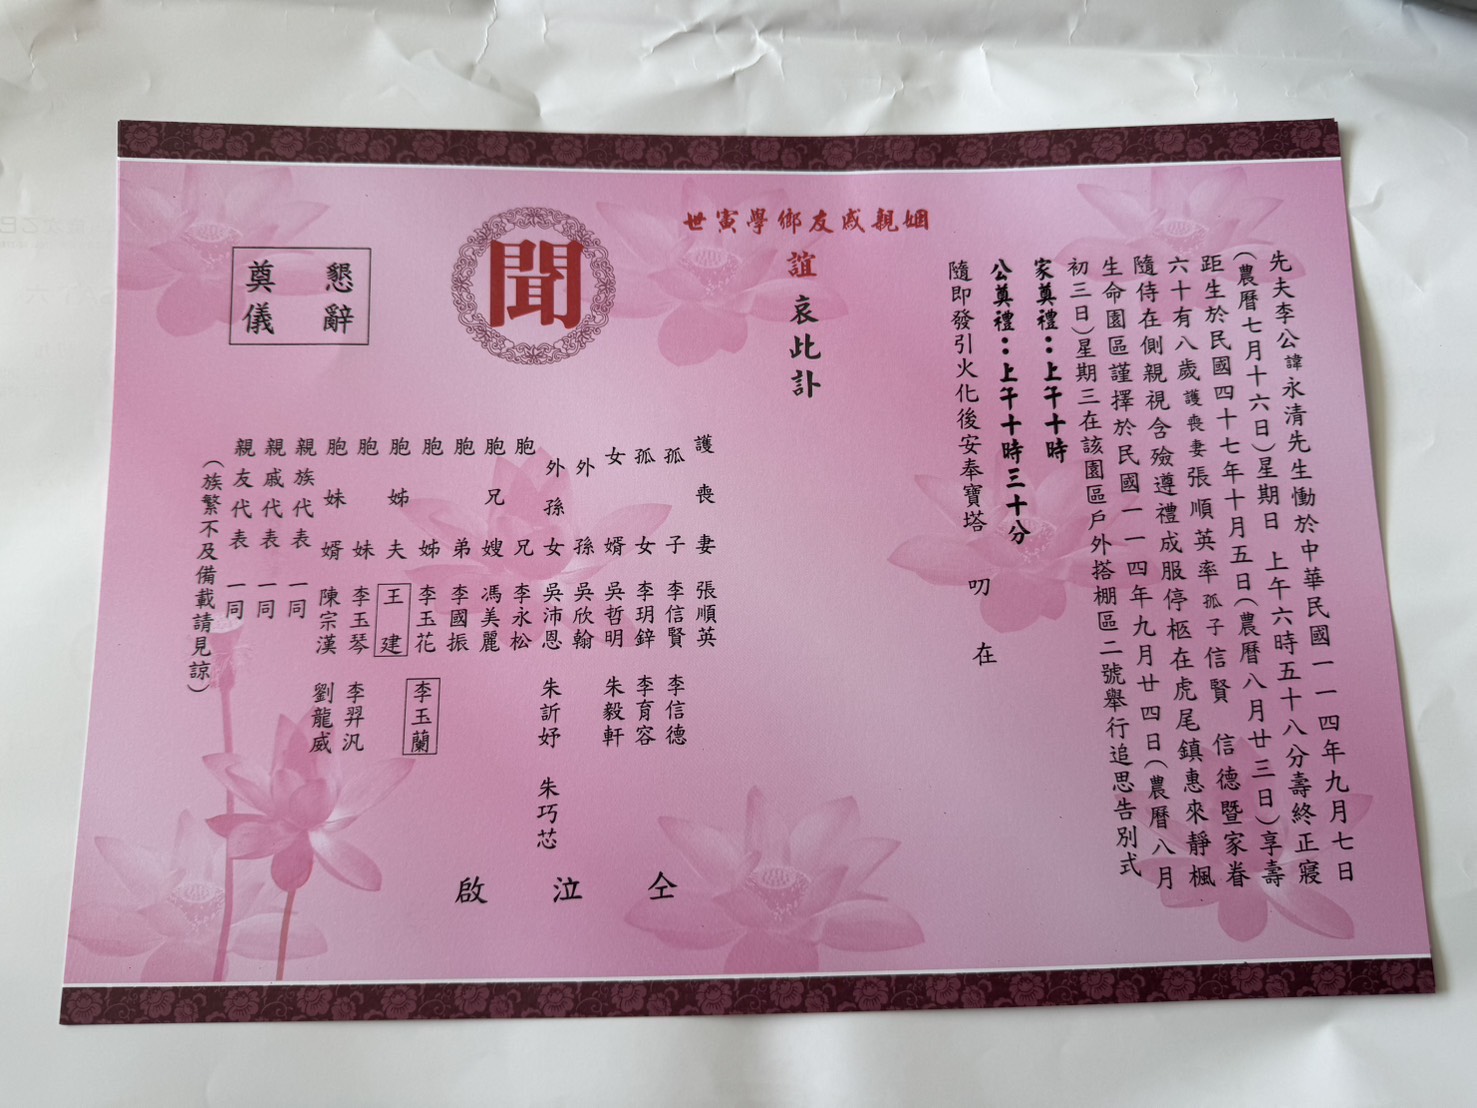 先夫李公諱永清先生慟於中華民國一一四年九月七日
(農曆七月十六日)星期日 上午六時五十八分壽終正寢
距生於民國四十七年十月五日(農曆八月廿三日)享壽
六十有八歲護喪妻張順英率孤子信賢 信德暨家眷
隨侍在側親視含殮遵禮成服停柩在虎尾鎮惠來靜楓
生命園區謹擇於民國一一四年九月廿四日(農曆八月
初三日)星期三在該園區戶外搭棚區二號舉行追思告別式
家奠禮：上午十時
公奠禮：上午十時三十分
隨即發引火化後安奉寶塔
叨 在
姻親戚友鄉學寅世
誼 哀此訃
聞
懇辭
奠儀
護喪妻 張順英
孤子 李信賢 李信德
孤女 李玥鋅 李育容
女婿 吳哲明 朱毅軒
外孫 吳欣翰
外孫女 吳沛恩 朱訢妤 朱巧芯
胞兄 李永松
胞兄嫂 馮美麗
胞弟 李國振
胞姊 李玉花 李玉蘭
胞姊夫 王建
胞妹 李玉琴 李羿汎
胞妹婿 陳宗漢 劉龍威
親族代表 一同
親戚代表 一同
親友代表 一同
(族繁不及備載請見諒)
仝 泣 啟